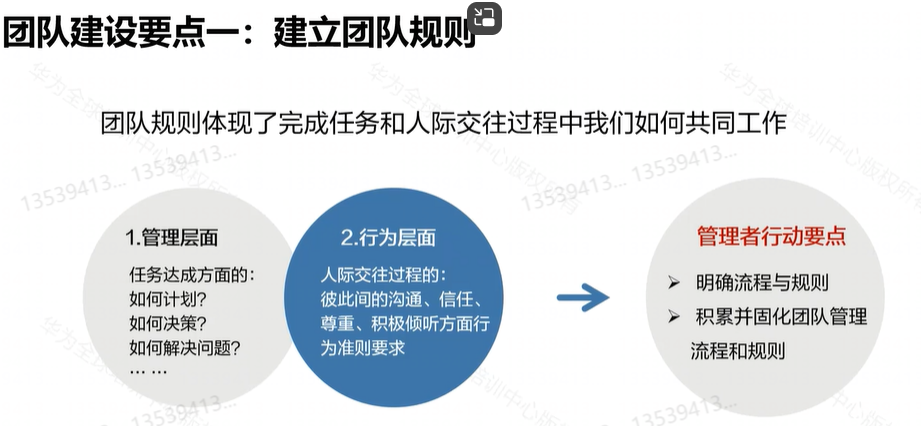 团队建设要点一：建立团队规则
团队规则体现了完成任务和人际交往过程中我们如何共同工作
1.管理层面
任务达成方面的：
如何计划?
如何决策?
如何解决问题?
... ...
2.行为层面
人际交往过程的：
彼此间的沟通、信任、
尊重、积极倾听方面行
为准则要求
管理者行动要点
明确流程与规则
积累并固化团队管理
流程和规则
13539413...
13539413...
13539413...
13539413...
13539413...
13539413...